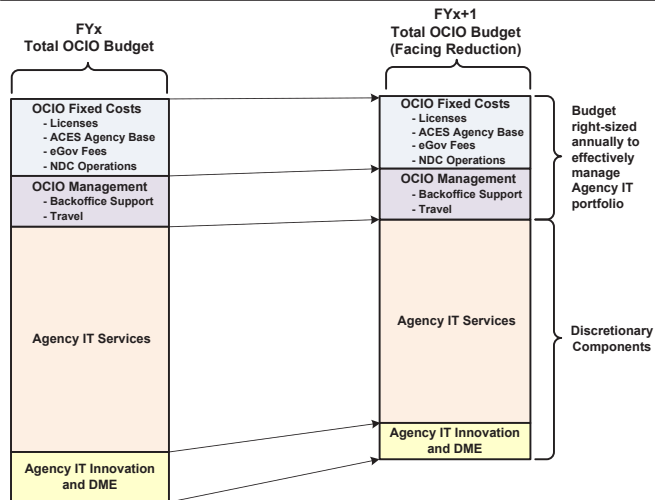 FYx
Total OCIO Budget
OCIO Fixed Costs
- Licenses
- ACES Agency Base
- eGov Fees
- NDC Operations
OCIO Management
- Backoffice Support
- Travel
Agency IT Services
Agency IT Innovation
and DME
FYx+1
Total OCIO Budget
(Facing Reduction)
OCIO Fixed Costs
- Licenses
- ACES Agency Base
- eGov Fees
- NDC Operations
OCIO Management
- Backoffice Support
- Travel
Agency IT Services
Agency IT Innovation
and DME
Budget
right-sized
annually to
effectively
manage
Agency IT
portfolio
Discretionary
Components